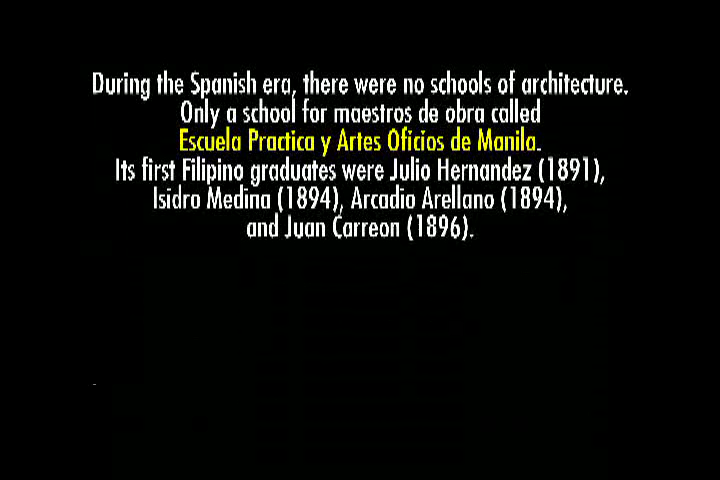 During the Spanish era, there were no schools of architecture.
Only a school for maestros de obra called
Escuela Practica y Artes Oficios de Manila.
Its first Filipino graduates were Julio Hernandez (1891),
Isidro Medina (1894), Arcadio Arellano (1894),
and Juan Carreon (1896).